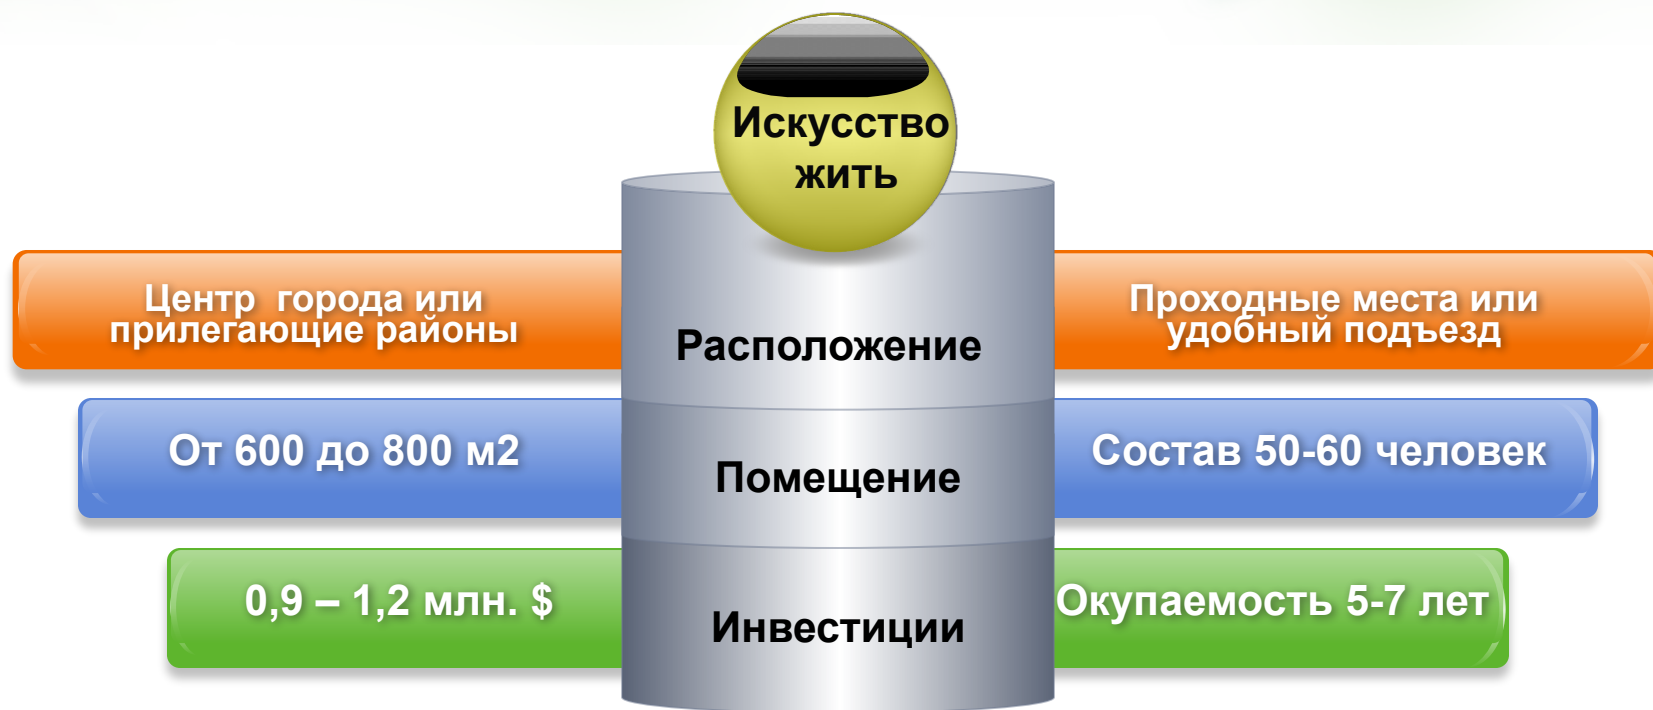 Искусство
жить
Центр  города или
прилегающие районы
Расположение
Проходные места или
удобный подъезд
От 600 до 800 м2
Помещение
Состав 50-60 человек
0,9 – 1,2 млн. $
Инвестиции
Окупаемость 5-7 лет